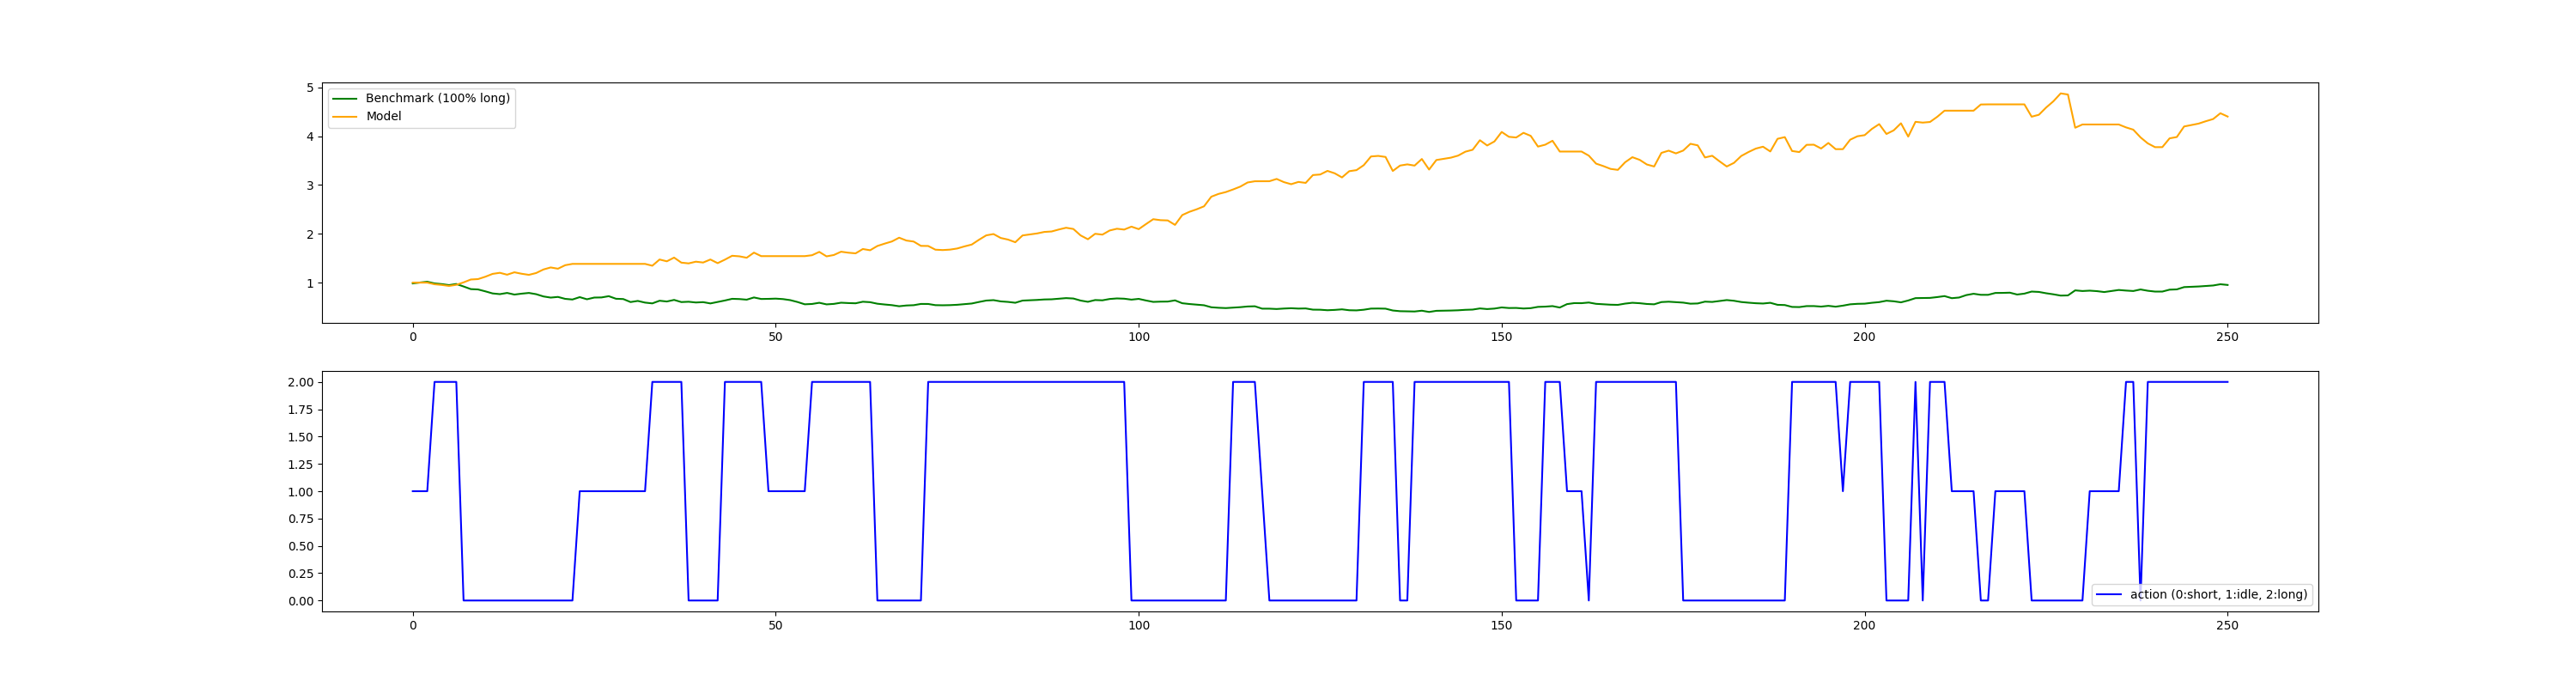 5
Benchmark (100% long)
Model
4
3
2
1
0 50 100 150 200 250
2.00
1.75
1.50
1.25
1.00
0.75
0.50
0.25
0.00
action (0:short, 1:idle, 2:long)
0 50 100 150 200 250